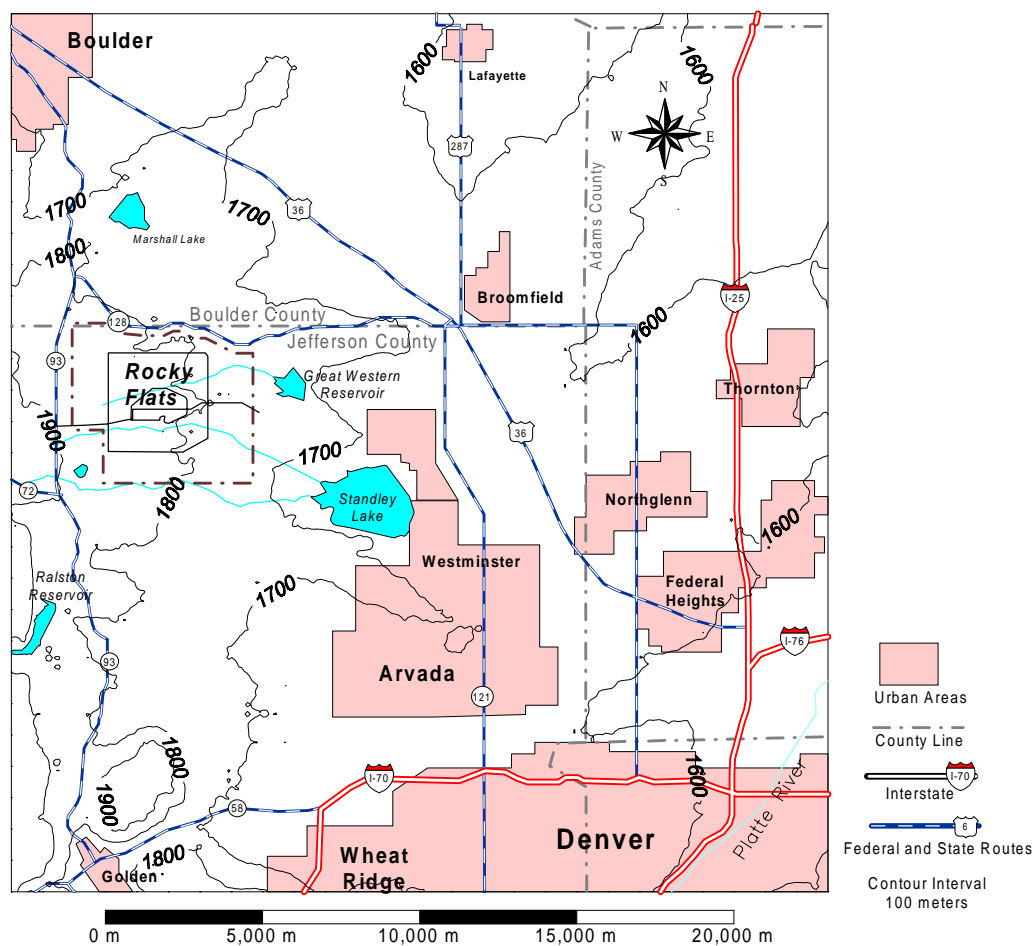 Boulder
1600
Lafayette
1600
N
W
E
S
287
1700
1700
36
Marshall Lake
1800
Adams County
Broomfield
I-25
128
Boulder County
Jefferson County
1600
93
Rocky
Flats
Great Western
Reservoir
Thornton
1900
1700
36
72
1800
Standley
Lake
Northglenn
1600
Westminster
Ralston
Reservoir
1700
Federal
Heights
I-76
93
Arvada
121
Urban Areas
County Line
1800
I-70
1600
I-70
Interstate
1900
58
Platte River
6
Federal and State Routes
Denver
1800
Wheat
Ridge
Golden
Contour Interval
100 meters
0 m
5,000 m
10,000 m
15,000 m
20,000 m